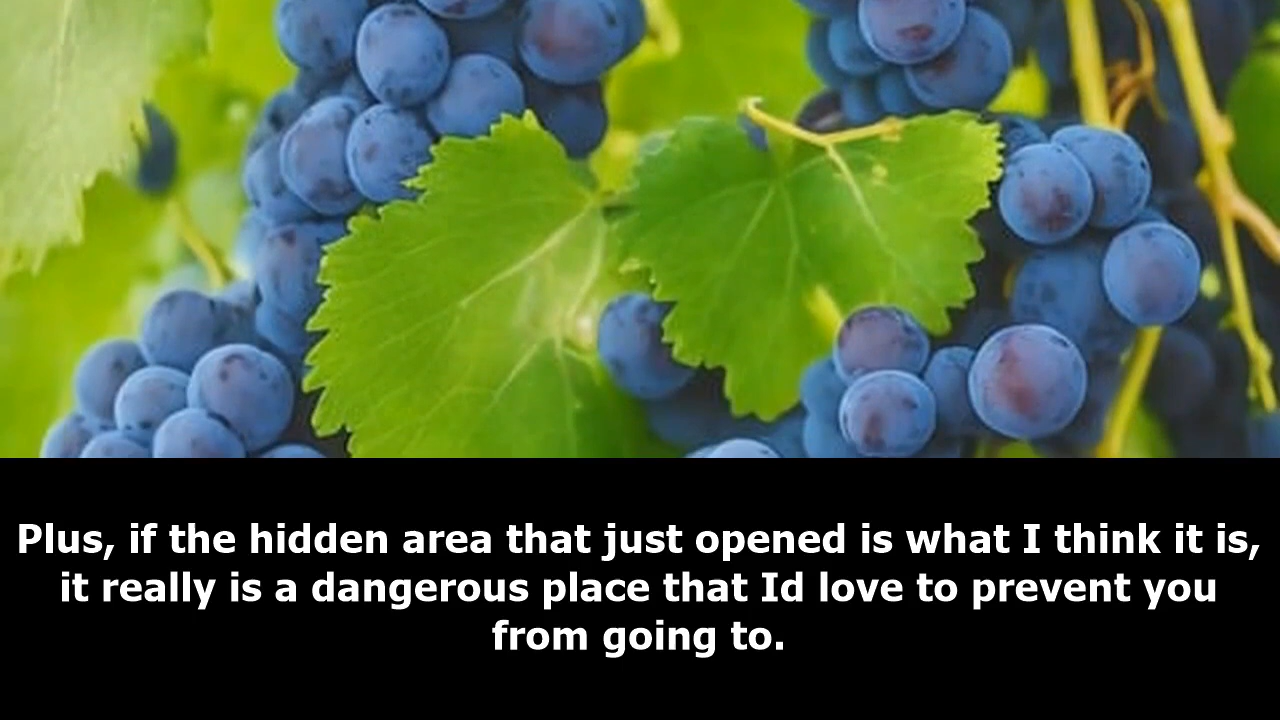 Plus, if the hidden area that just opened is what I think it is,
it really is a dangerous place that Id love to prevent you
from going to.